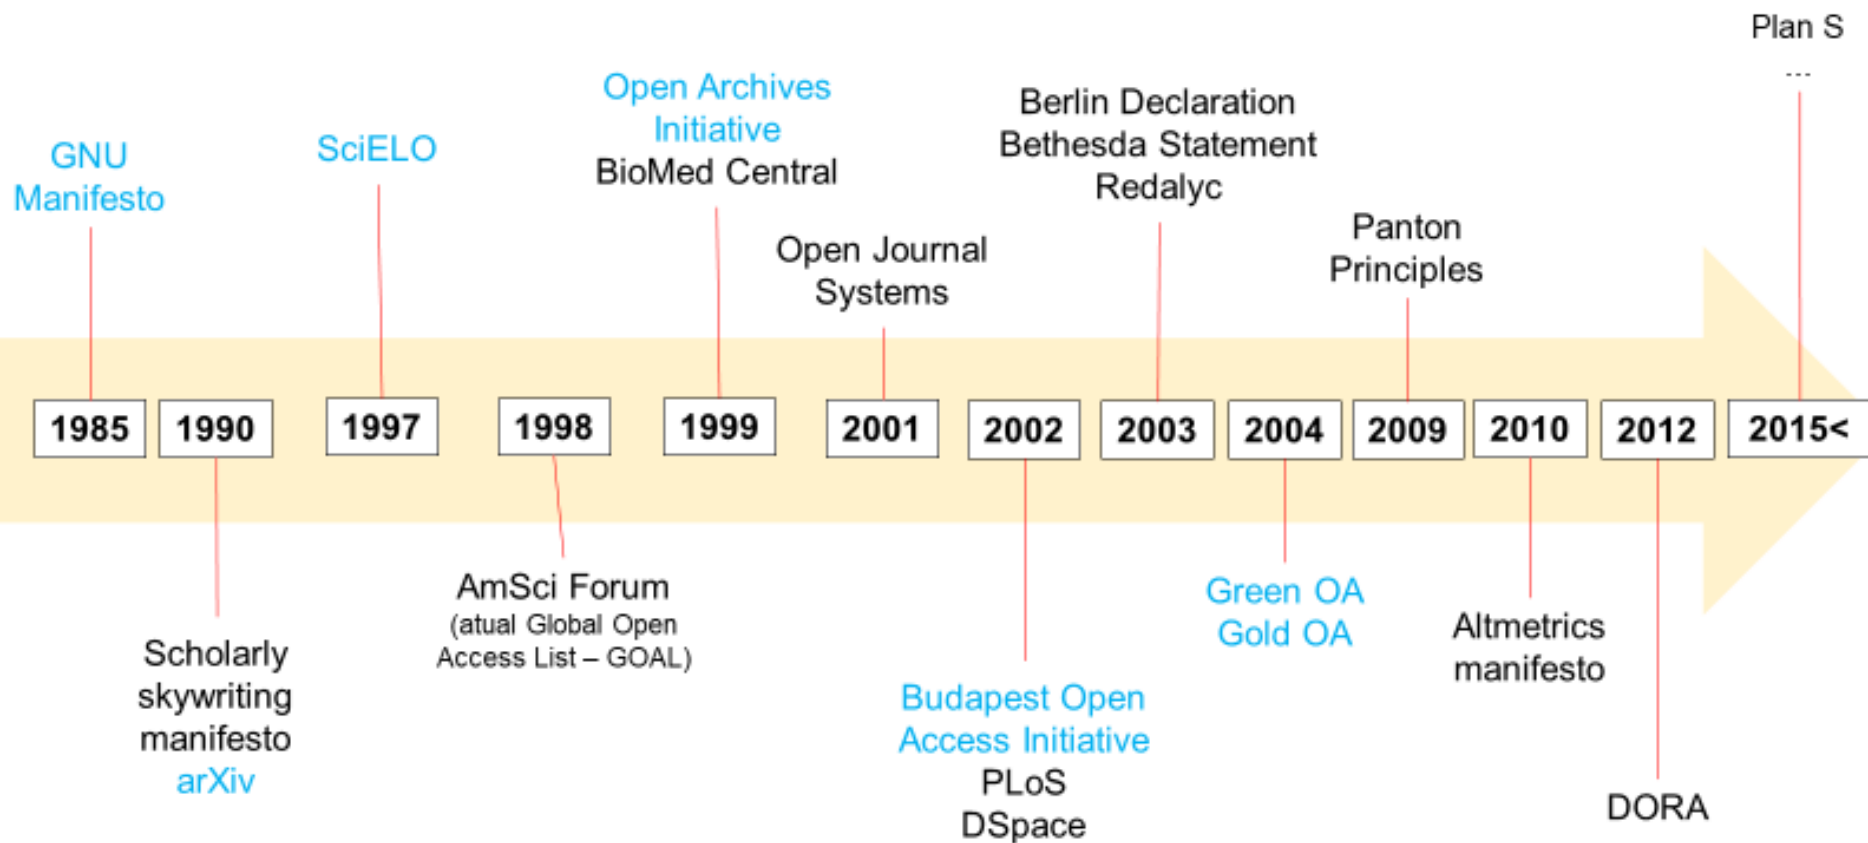 Plan S
---
Open Archives
Initiative
BioMed Central
Berlin Declaration
Bethesda Statement
Redalyc
GNU
Manifesto
SciELO
Open Journal
Systems
Panton
Principles
1985
1990
1997
1998
1999
2001
2002
2003
2004
2009
2010
2012
2015<
Scholarly
skywriting
manifesto
arXiv
AmSci Forum
(atual Global Open
Access List – GOAL)
Budapest Open
Access Initiative
PLoS
DSpace
Green OA
Gold OA
Altmetrics
manifesto
DORA